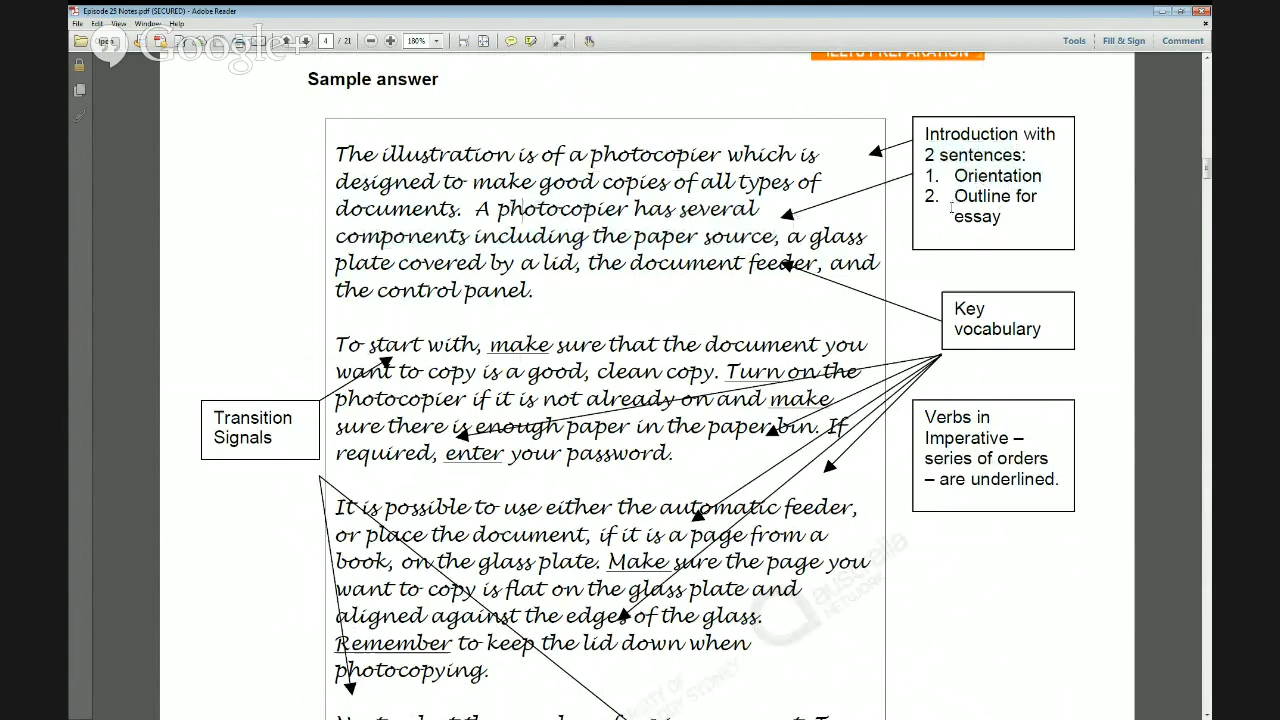 Episode 25 Notes.pdf (SECURED) - Adobe Reader
File Edit View Window Help
Open
4 / 21
180%
Tools Fill & Sign Comment
Google+
IELTS PREPARATION
Sample answer
The illustration is of a photocopier which is
designed to make good copies of all types of
documents. A photocopier has several
components including the paper source, a glass
plate covered by a lid, the document feeder, and
the control panel.
To start with, make sure that the document you
want to copy is a good, clean copy. Turn on the
photocopier if it is not already on and make
sure there is enough paper in the paper bin. If
required, enter your password.
It is possible to use either the automatic feeder,
or place the document, if it is a page from a
book, on the glass plate. Make sure the page you
want to copy is flat on the glass plate and
aligned against the edges of the glass.
Remember to keep the lid down when
photocopying.
Introduction with
2 sentences:
1. Orientation
2. Outline for
essay
Key
vocabulary
Transition
Signals
Verbs in
Imperative –
series of orders
– are underlined.
australia
NETWORK